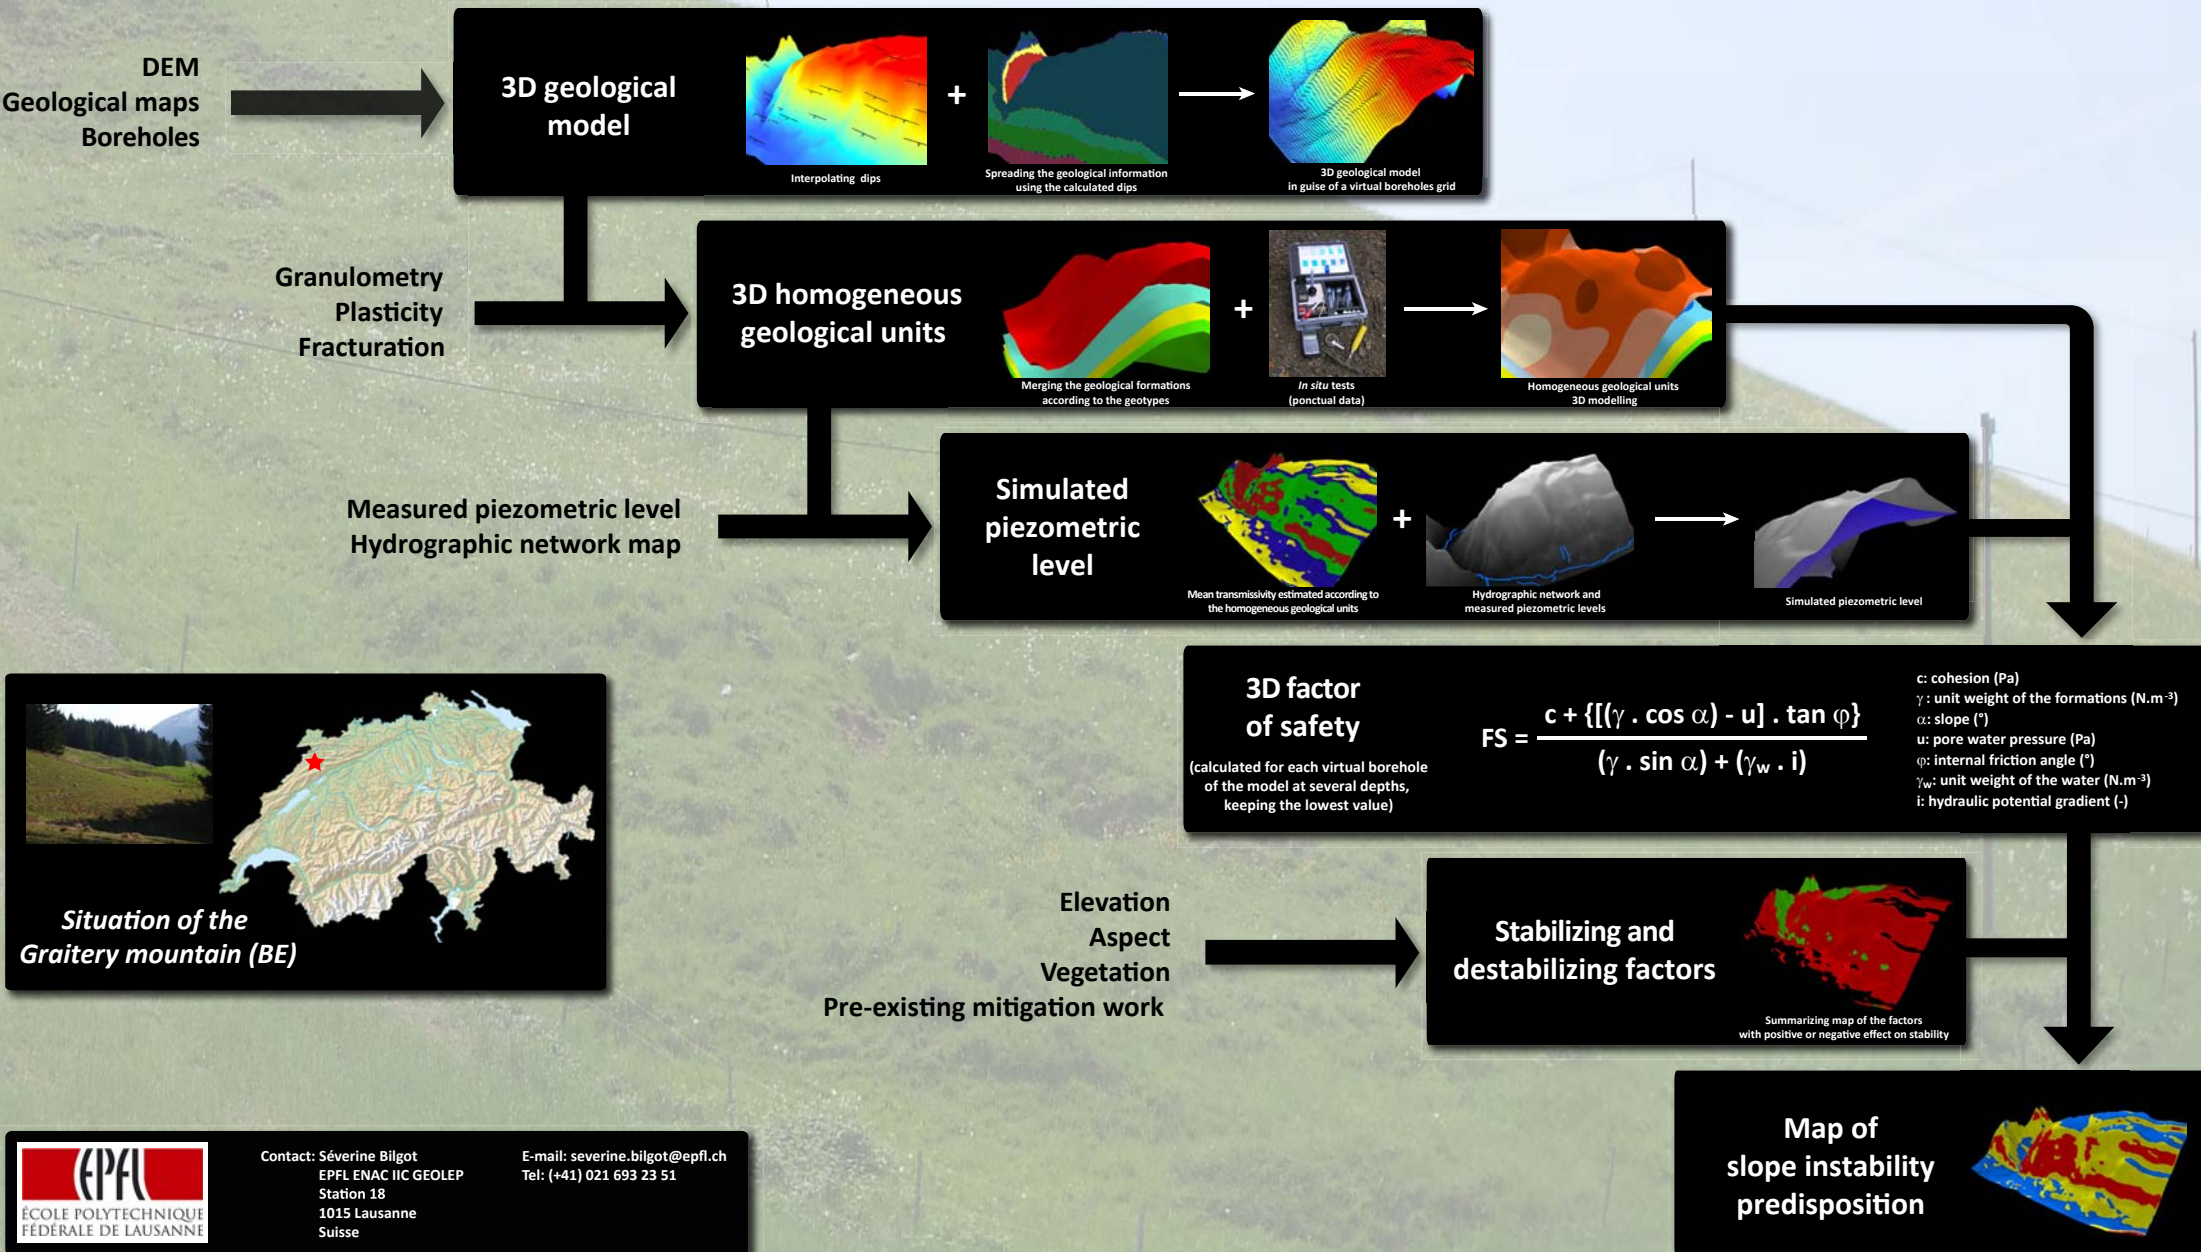 DEM
Geological maps
Boreholes
3D geological
model
+
Interpolating dips
Spreading the geological information
using the calculated dips
3D geological model
in guise of a virtual boreholes grid
Granulometry
Plasticity
Fracturation
3D homogeneous
geological units
+
Merging the geological formations
according to the geotypes
In situ tests
(ponctual data)
Homogeneous geological units
3D modelling
Measured piezometric level
Hydrographic network map
Simulated
piezometric
level
+
Mean transmissivity estimated according to
the homogeneous geological units
Hydrographic network and
measured piezometric levels
Simulated piezometric level
3D factor
of safety
(calculated for each virtual borehole
of the model at several depths,
keeping the lowest value)
FS = c + {[(γ . cos α) - u] . tan φ}
(γ . sin α) + (γw . i)
c: cohesion (Pa)
γ : unit weight of the formations (N.m-3)
α: slope (°)
u: pore water pressure (Pa)
φ: internal friction angle (°)
γw: unit weight of the water (N.m-3)
i: hydraulic potential gradient (-)
Situation of the
Graitery mountain (BE)
Elevation
Aspect
Vegetation
Pre-existing mitigation work
Stabilizing and
destabilizing factors
Summarizing map of the factors
with positive or negative effect on stability
Map of
slope instability
predisposition
EPFL
ÉCOLE POLYTECHNIQUE
FÉDÉRALE DE LAUSANNE
Contact: Séverine Bilgot
EPFL ENAC IIC GEOLEP
Station 18
1015 Lausanne
Suisse
E-mail: severine.bilgot@epfl.ch
Tel: (+41) 021 693 23 51